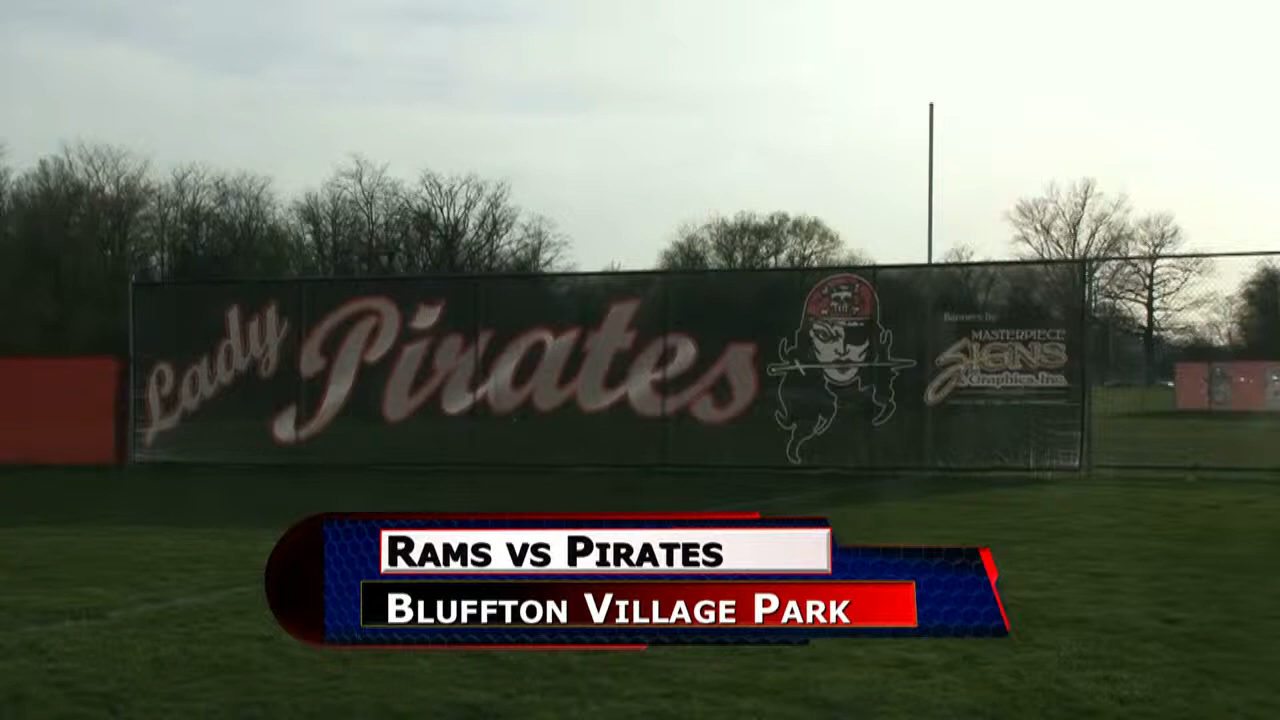 Lady Pirates
Banners by
MASTERPIECE
SIGNS
& Graphics, Inc.
RAMS VS PIRATES
BLUFFTON VILLAGE PARK